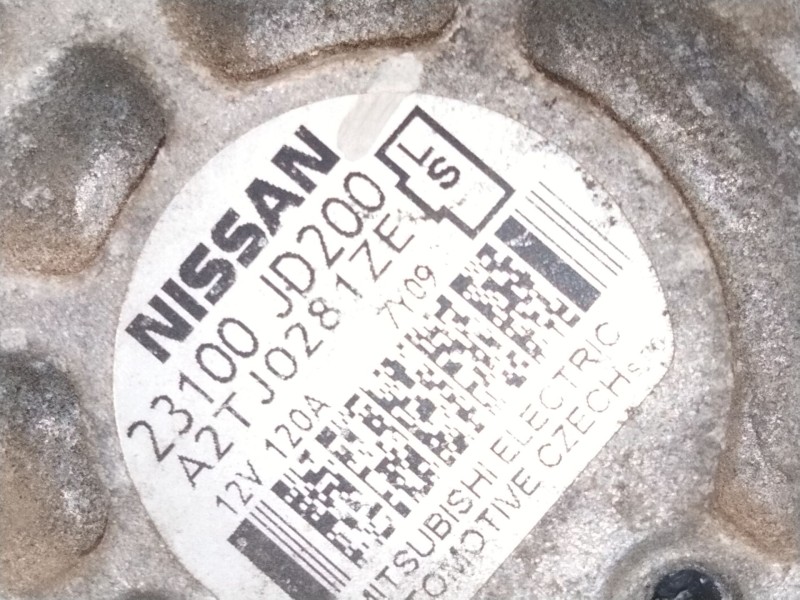 NISSAN
L
S
23100 JD200
A2TJ0281ZE
12V 120A 7Y09
MITSUBISHI ELECTRIC
AUTOMOTIVE CZECH